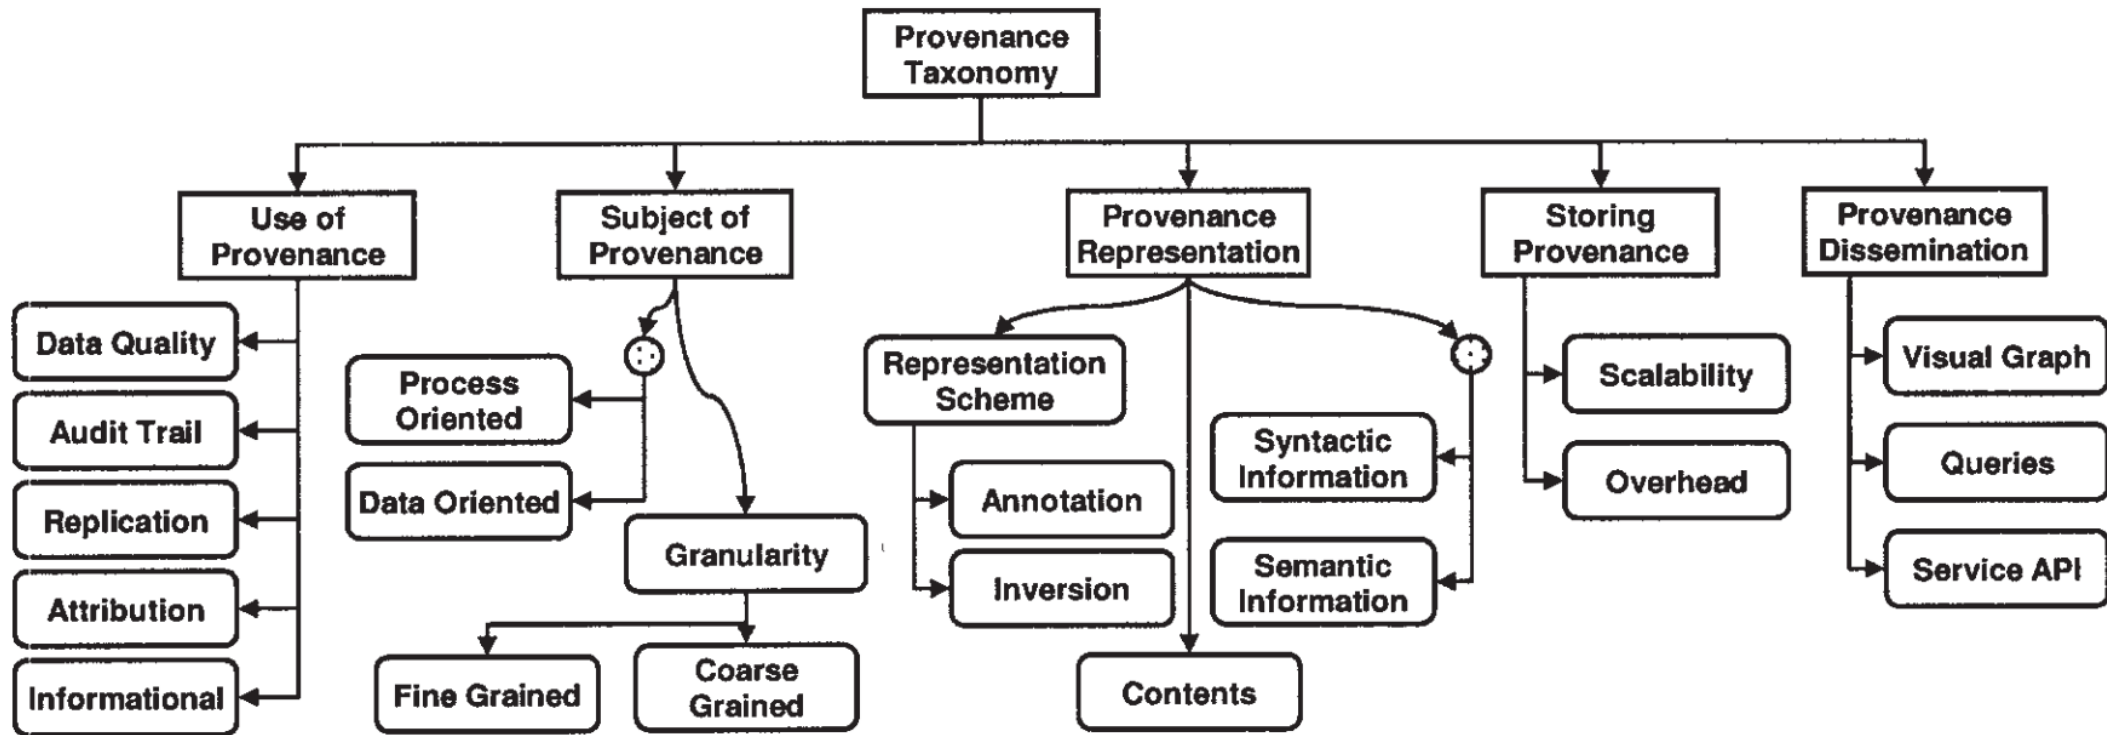 Provenance
Taxonomy
Use of
Provenance
Subject of
Provenance
Provenance
Representation
Storing
Provenance
Provenance
Dissemination
Data Quality
Audit Trail
Replication
Attribution
Informational
Process
Oriented
Data Oriented
Granularity
Fine Grained
Coarse
Grained
Representation
Scheme
Annotation
Inversion
Contents
Syntactic
Information
Semantic
Information
Scalability
Overhead
Visual Graph
Queries
Service API